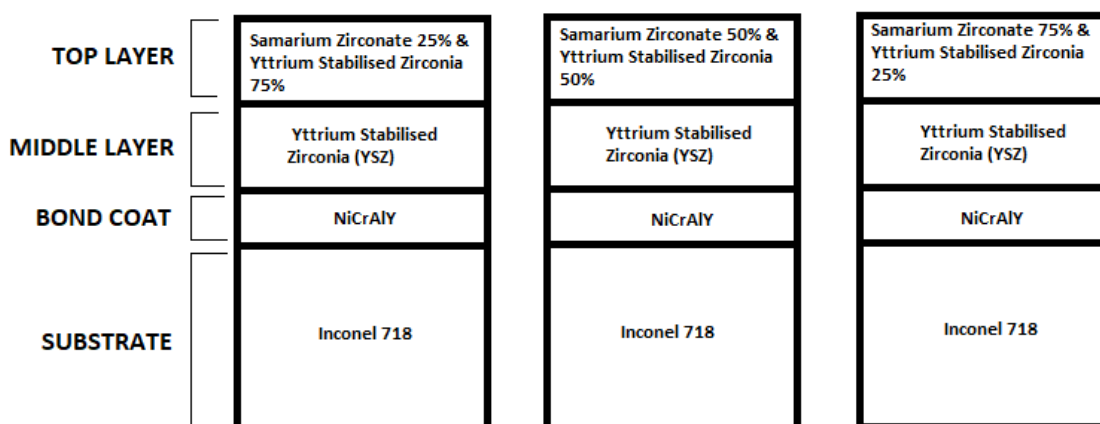 TOP LAYER
Samarium Zirconate 25% &
Yttrium Stabilised Zirconia
75%
Samarium Zirconate 50% &
Yttrium Stabilised Zirconia
50%
Samarium Zirconate 75% &
Yttrium Stabilised Zirconia
25%
MIDDLE LAYER
Yttrium Stabilised
Zirconia (YSZ)
Yttrium Stabilised
Zirconia (YSZ)
Yttrium Stabilised
Zirconia (YSZ)
BOND COAT
NiCrAlY
NiCrAlY
NiCrAlY
SUBSTRATE
Inconel 718
Inconel 718
Inconel 718